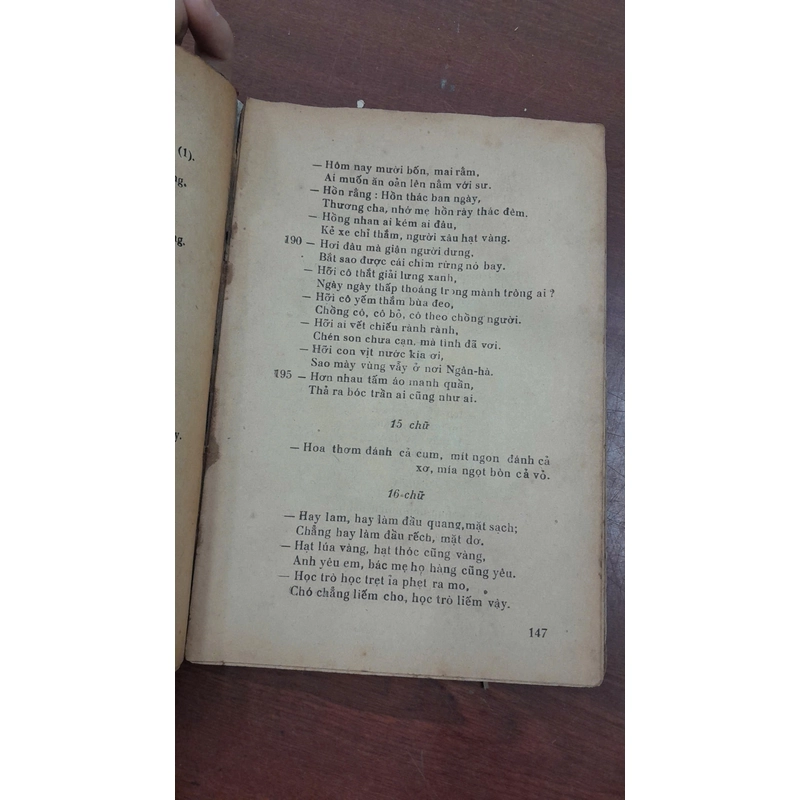 (1).
— Hôm nay mười bốn, mai rằm,
Ai muốn ăn oản lên nằm với sư.
— Hồn rằng : Hồn thác ban ngày,
Thương cha, nhớ mẹ hồn rày thác đêm.
— Hồng nhan ai kém ai đâu,
Kẻ xe chỉ thắm, người xâu hạt vàng.
190 — Hơi đâu mà giận người dưng,
Bắt sao được cái chim rừng nó bay.
— Hỡi cô thắt giải lưng xanh,
Ngày ngày thấp thoáng trong mành trông ai ?
— Hỡi cô yếm thắm bùa đeo,
Chồng cô, cô bỏ, cô theo chồng người.
— Hỡi ai vết chiếu rành rành,
Chén son chưa cạn, mà tình đã vơi.
— Hỡi con vịt nước kia ơi,
Sao mày vùng vẫy ở nơi Ngân-hà.
195 — Hơn nhau tấm áo manh quần,
Thả ra bóc trần ai cũng như ai.
15 chữ
— Hoa thơm đánh cả cụm, mít ngon đánh cả
xơ, mía ngọt bòn cả vỏ.
16-chữ
— Hay lam, hay làm đầu quang,mặt sạch;
Chẳng hay làm đầu rếch, mặt dơ.
— Hạt lúa vàng, hạt thóc cũng vàng,
Anh yêu em, bác mẹ họ hàng cũng yêu.
— Học trò học trẹt ỉa phẹt ra mo,
Chó chẳng liếm cho, học trò liếm vậy.
147